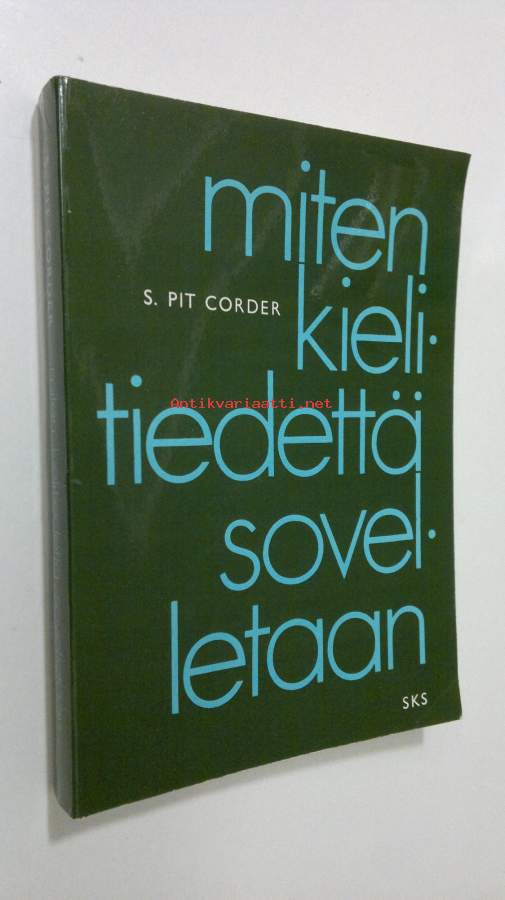 miten
S. PIT CORDER
kieli-
tiedettä
sovel-
letaan
SKS
Antikvariaatti.net